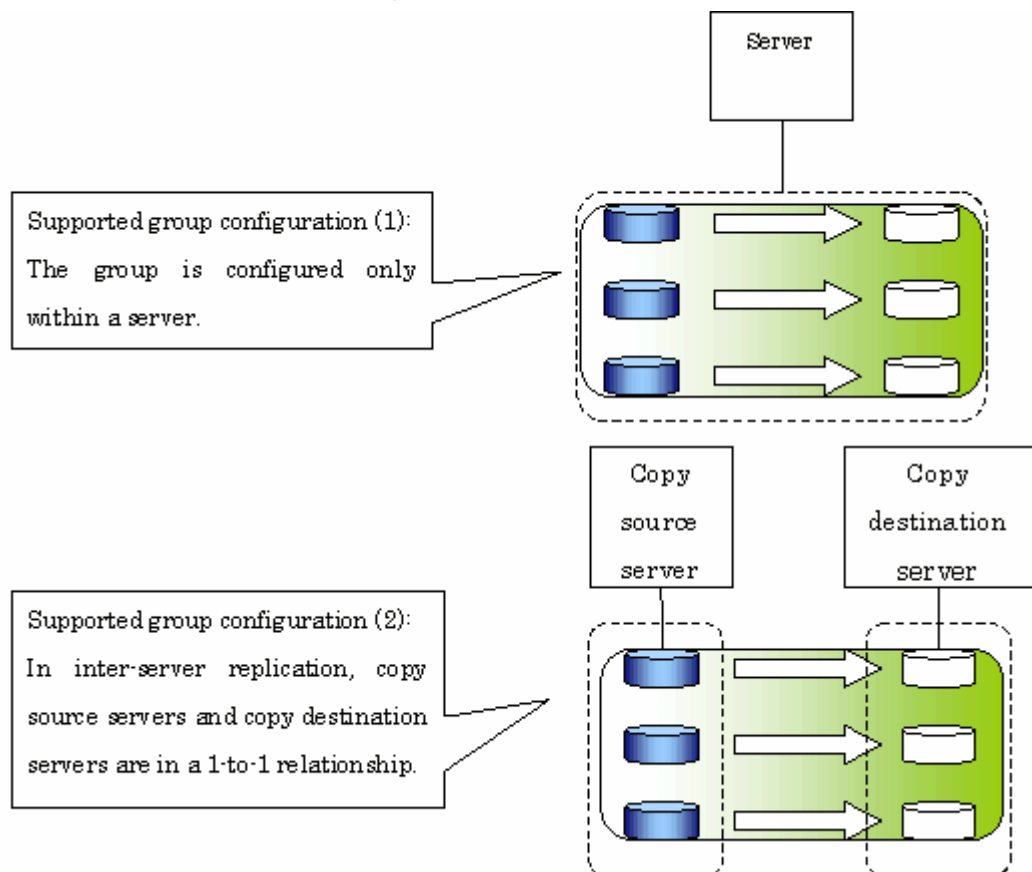 Server
Supported group configuration (1):
The group is configured only
within a server.
Copy
source
server
Copy
destination
server
Supported group configuration (2):
In inter-server replication, copy
source servers and copy destination
servers are in a 1-to-1 relationship.